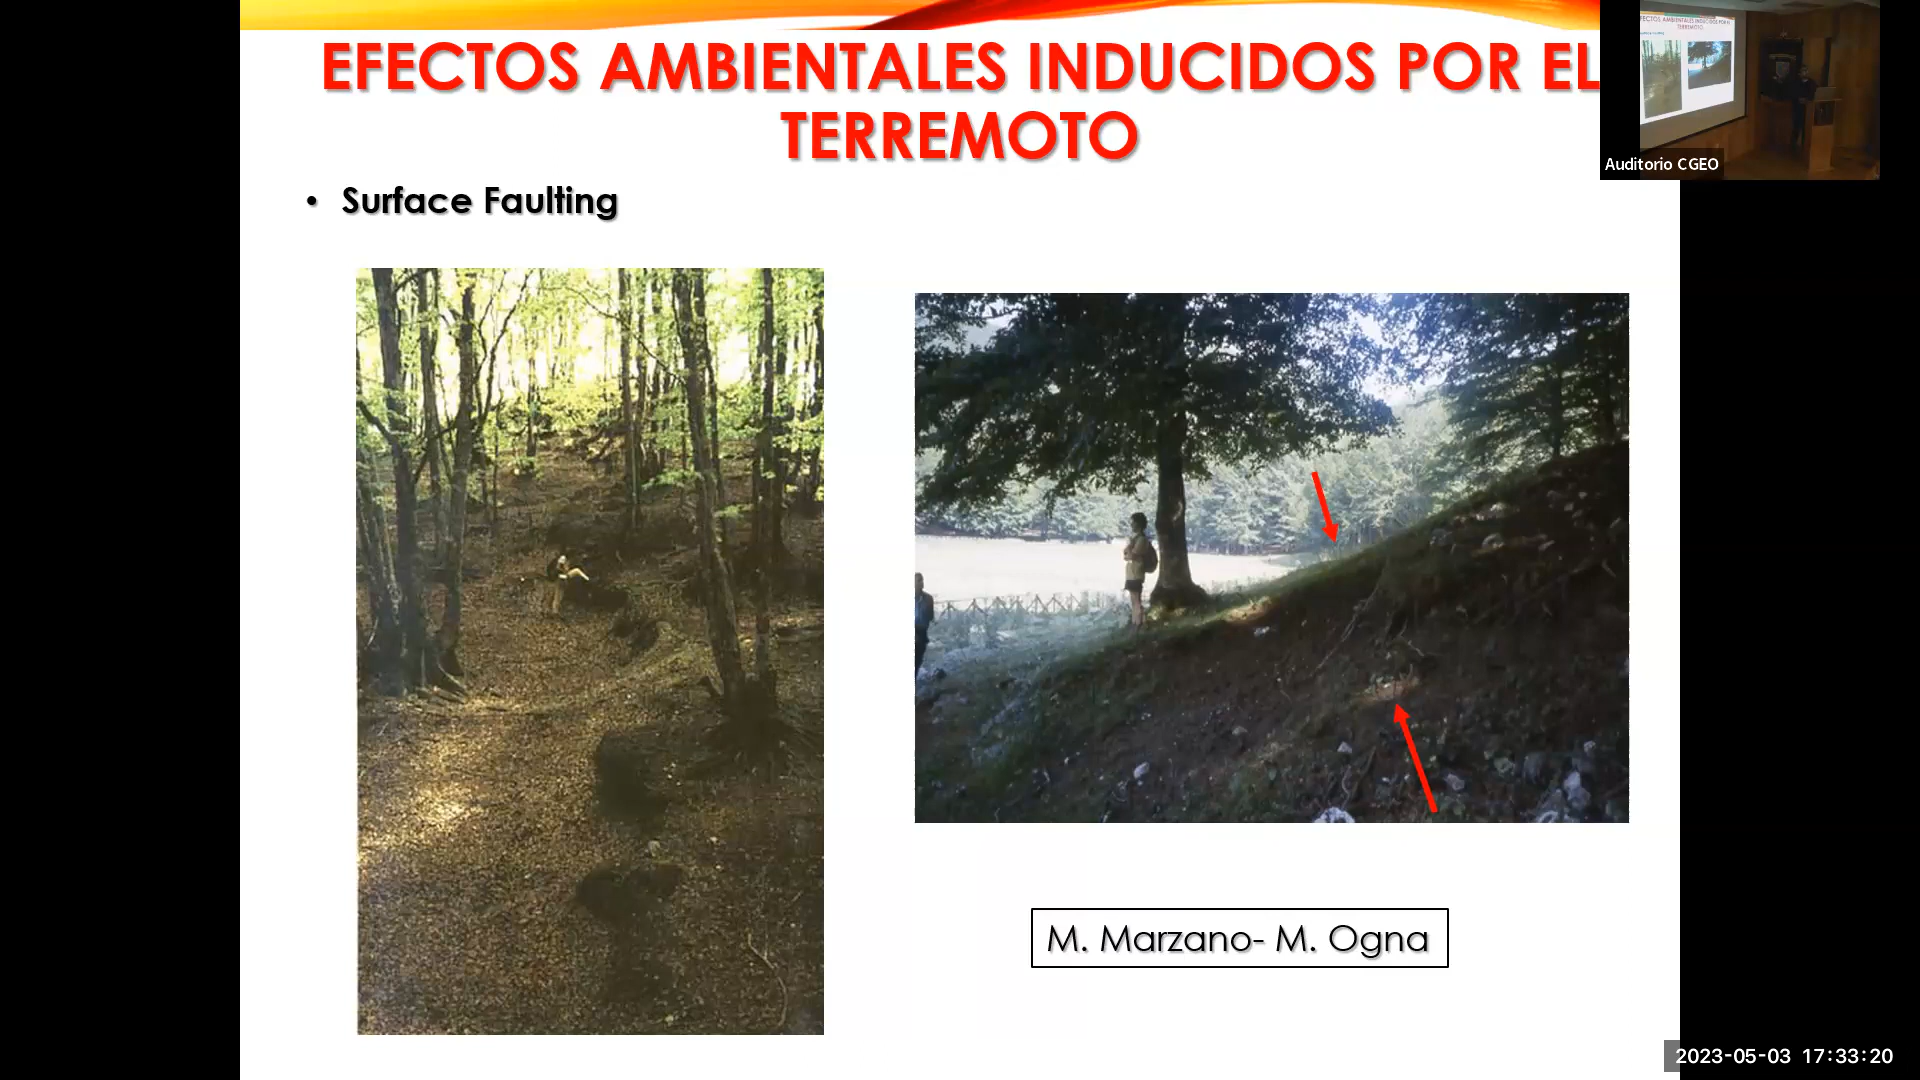 EFECTOS AMBIENTALES INDUCIDOS POR EL
TERREMOTO
Auditorio CGEO
• Surface Faulting
M. Marzano- M. Ogna
2023-05-03 17:33:20